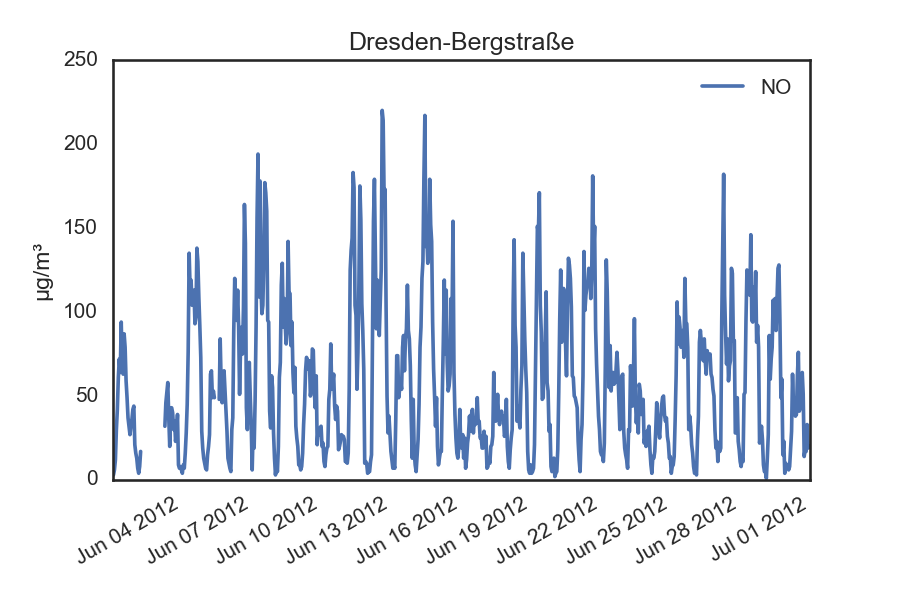 Dresden-Bergstraße
NO
µg/m³
250
200
150
100
50
0
Jun 04 2012
Jun 07 2012
Jun 10 2012
Jun 13 2012
Jun 16 2012
Jun 19 2012
Jun 22 2012
Jun 25 2012
Jun 28 2012
Jul 01 2012